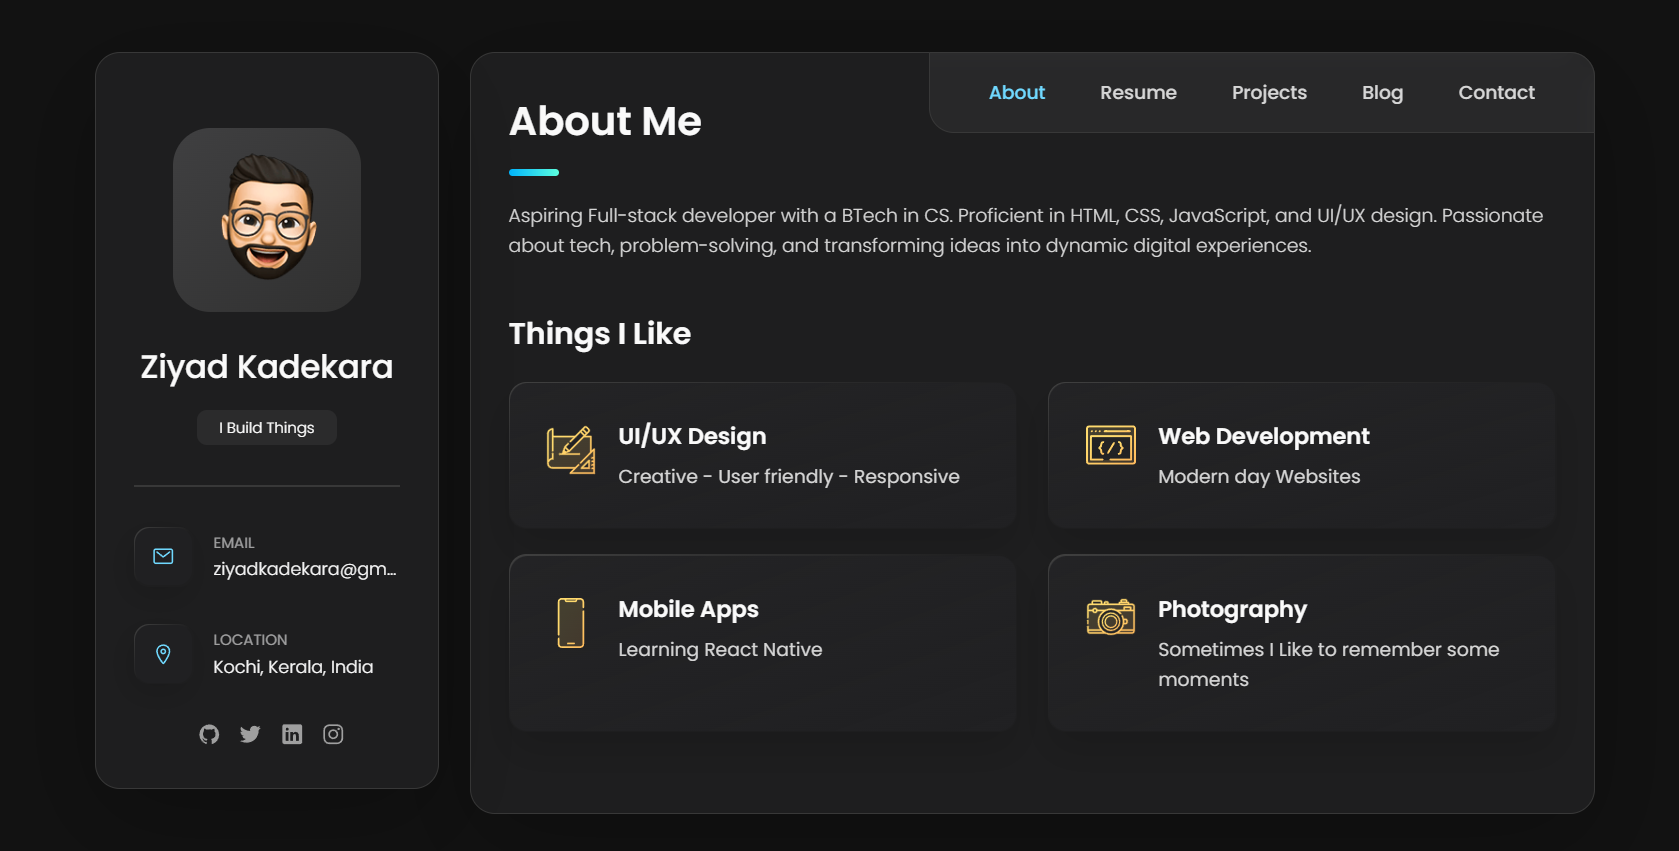 Ziyad Kadekara
I Build Things
EMAIL
ziyadkadekara@gm...
LOCATION
Kochi, Kerala, India
About
Resume
Projects
Blog
Contact
About Me
Aspiring Full-stack developer with a BTech in CS. Proficient in HTML, CSS, JavaScript, and UI/UX design. Passionate
about tech, problem-solving, and transforming ideas into dynamic digital experiences.
Things I Like
UI/UX Design
Creative - User friendly - Responsive
Web Development
Modern day Websites
Mobile Apps
Learning React Native
Photography
Sometimes I Like to remember some
moments